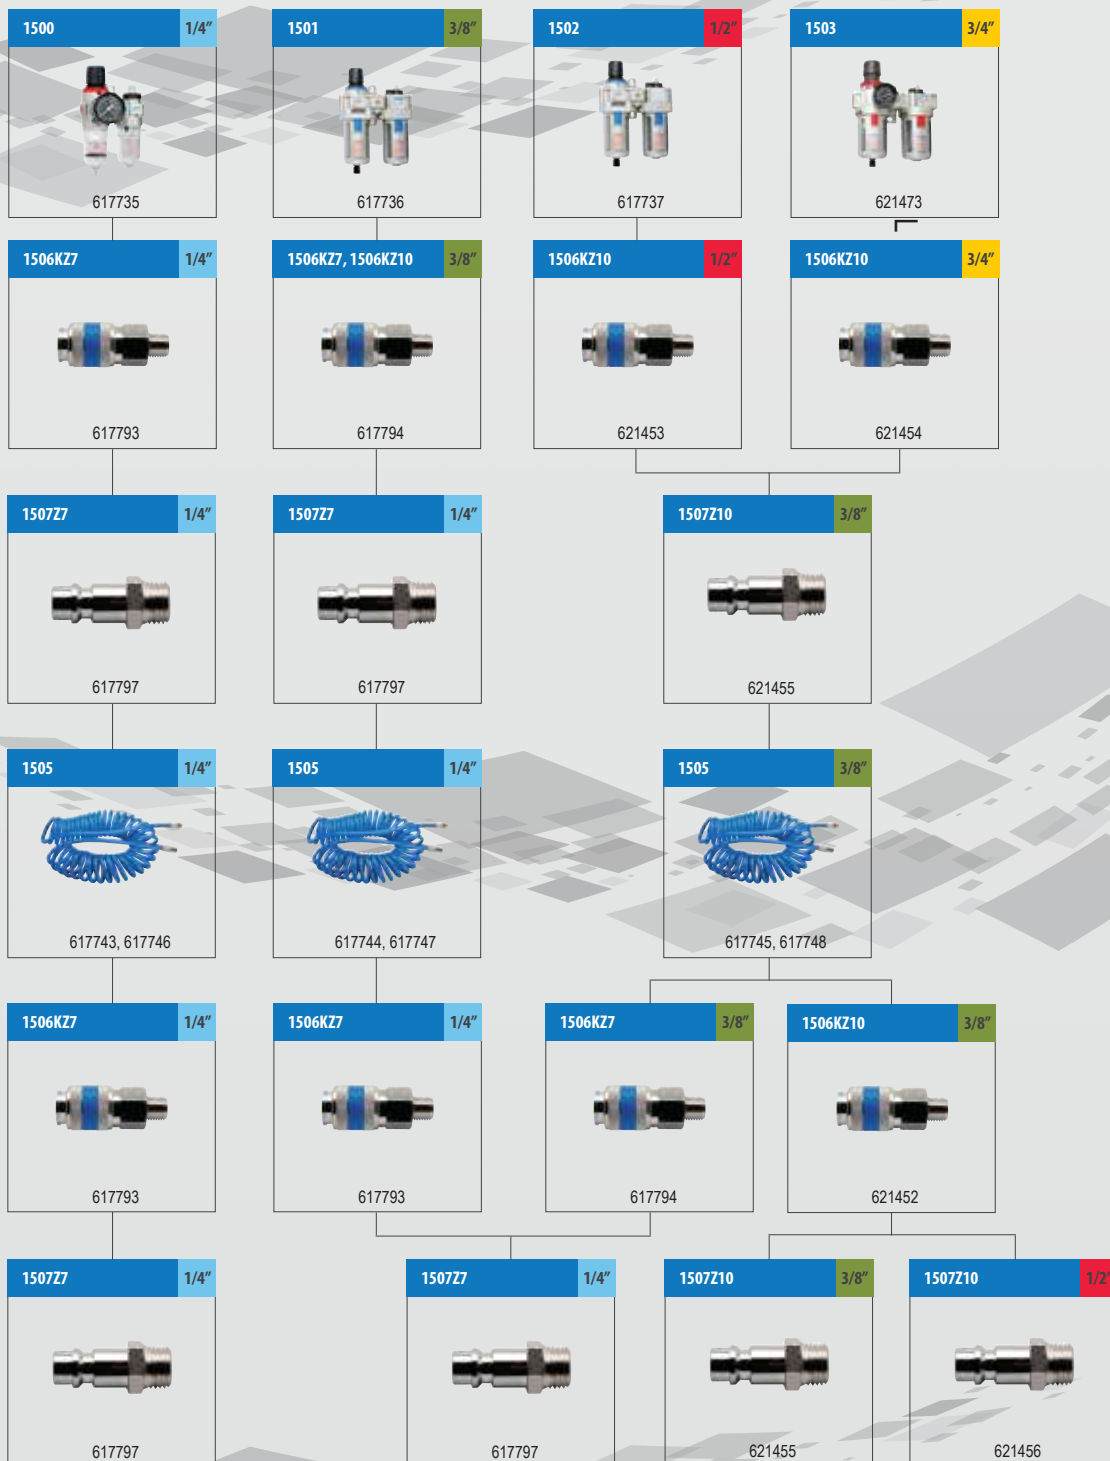 1500 1/4”
1501 3/8”
1502 1/2”
1503 3/4”
617735
617736
617737
621473
1506KZ7 1/4”
1506KZ7, 1506KZ10 3/8”
1506KZ10 1/2”
1506KZ10 3/4”
617793
617794
621453
621454
1507Z7 1/4”
1507Z7 1/4”
1507Z10 3/8”
617797
617797
621455
1505 1/4”
1505 1/4”
1505 3/8”
617743, 617746
617744, 617747
617745, 617748
1506KZ7 1/4”
1506KZ7 1/4”
1506KZ7 3/8”
1506KZ10 3/8”
617793
617793
617794
621452
1507Z7 1/4”
1507Z7 1/4”
1507Z10 3/8”
1507Z10 1/2”
617797
617797
621455
621456